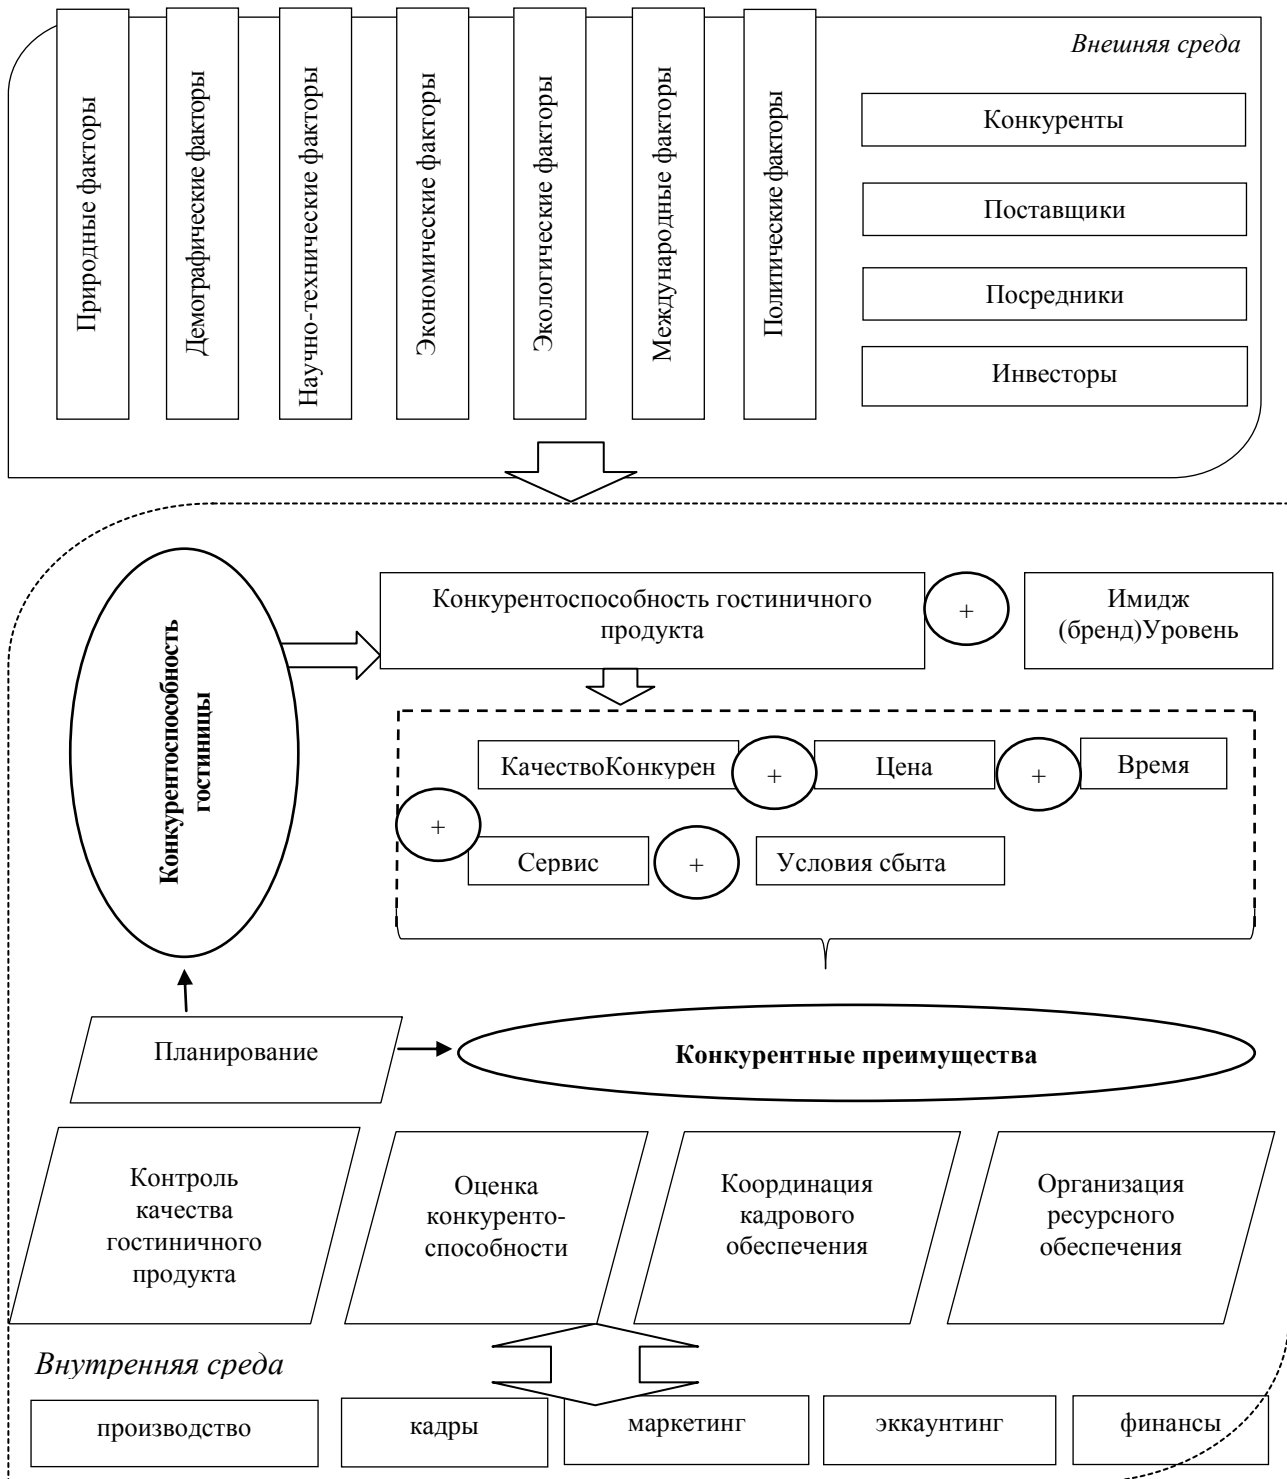 Внешняя среда
Природные факторы
Демографические факторы
Научно-технические факторы
Экономические факторы
Экологические факторы
Международные факторы
Политические факторы
Конкуренты
Поставщики
Посредники
Инвесторы
Конкурентоспособность
гостиницы
Конкурентоспособность гостиничного
продукта
+
Имидж
(бренд)Уровень
КачествоКонкурен
+
Цена
+
Время
+
Сервис
+
Условия сбыта
Планирование
Конкурентные преимущества
Контроль
качества
гостиничного
продукта
Оценка
конкуренто-
способности
Координация
кадрового
обеспечения
Организация
ресурсного
обеспечения
Внутренняя среда
производство
кадры
маркетинг
эккаунтинг
финансы